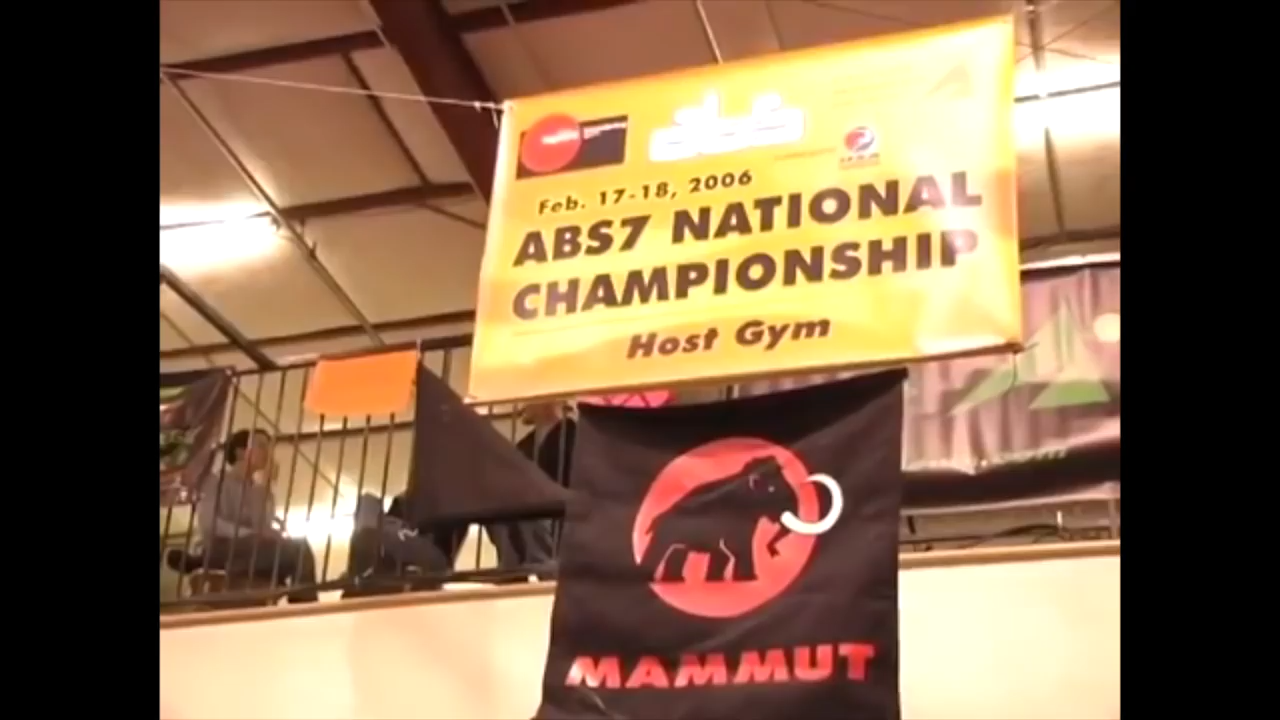 Feb. 17-18, 2006
ABS7 NATIONAL
CHAMPIONSHIP
Host Gym
MAMMUT